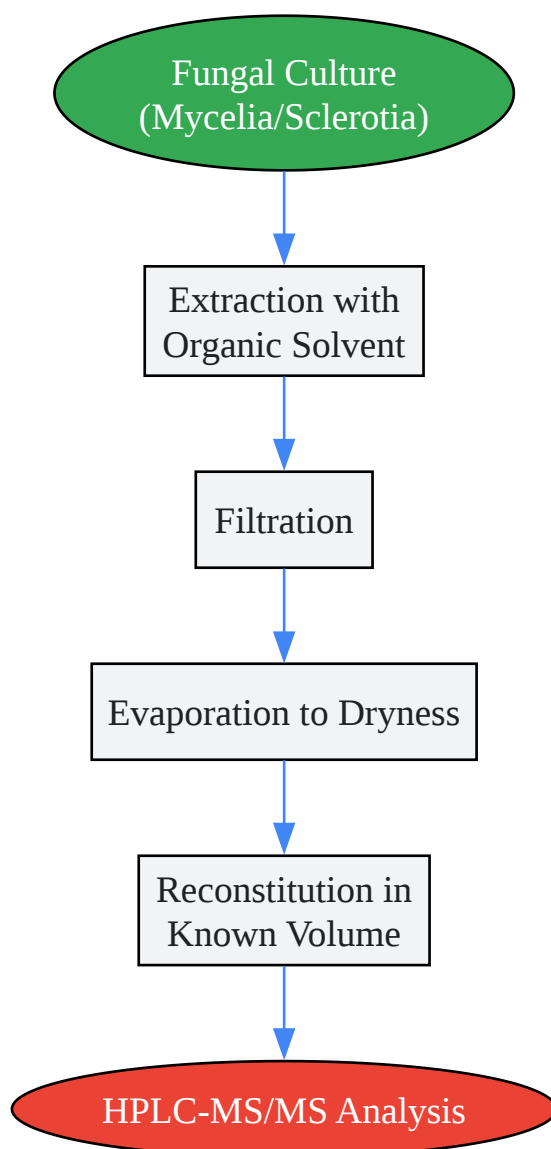 Fungal Culture
(Mycelia/Sclerotia)
Extraction with
Organic Solvent
Filtration
Evaporation to Dryness
Reconstitution in
Known Volume
HPLC-MS/MS Analysis